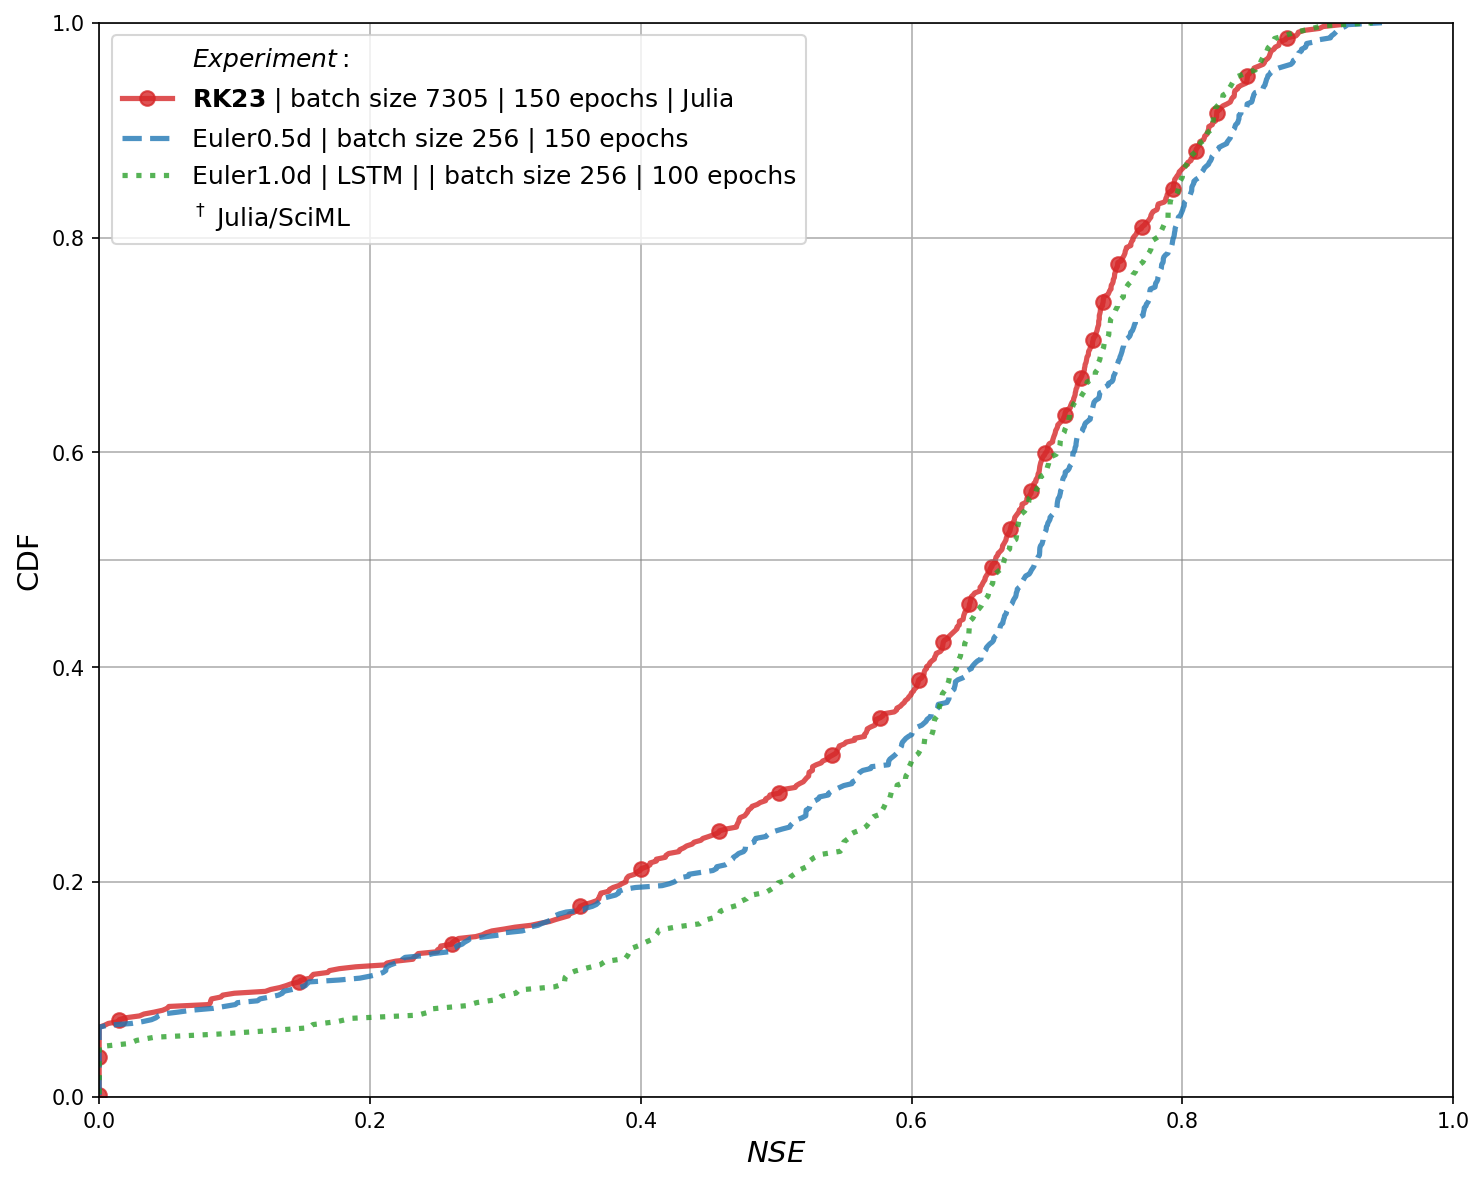 Experiment:
RK23 | batch size 7305 | 150 epochs | Julia
Euler0.5d | batch size 256 | 150 epochs
Euler1.0d | LSTM | | batch size 256 | 100 epochs
† Julia/SciML
1.0
0.8
0.6
0.4
0.2
0.0
CDF
0.0 0.2 0.4 0.6 0.8 1.0
NSE